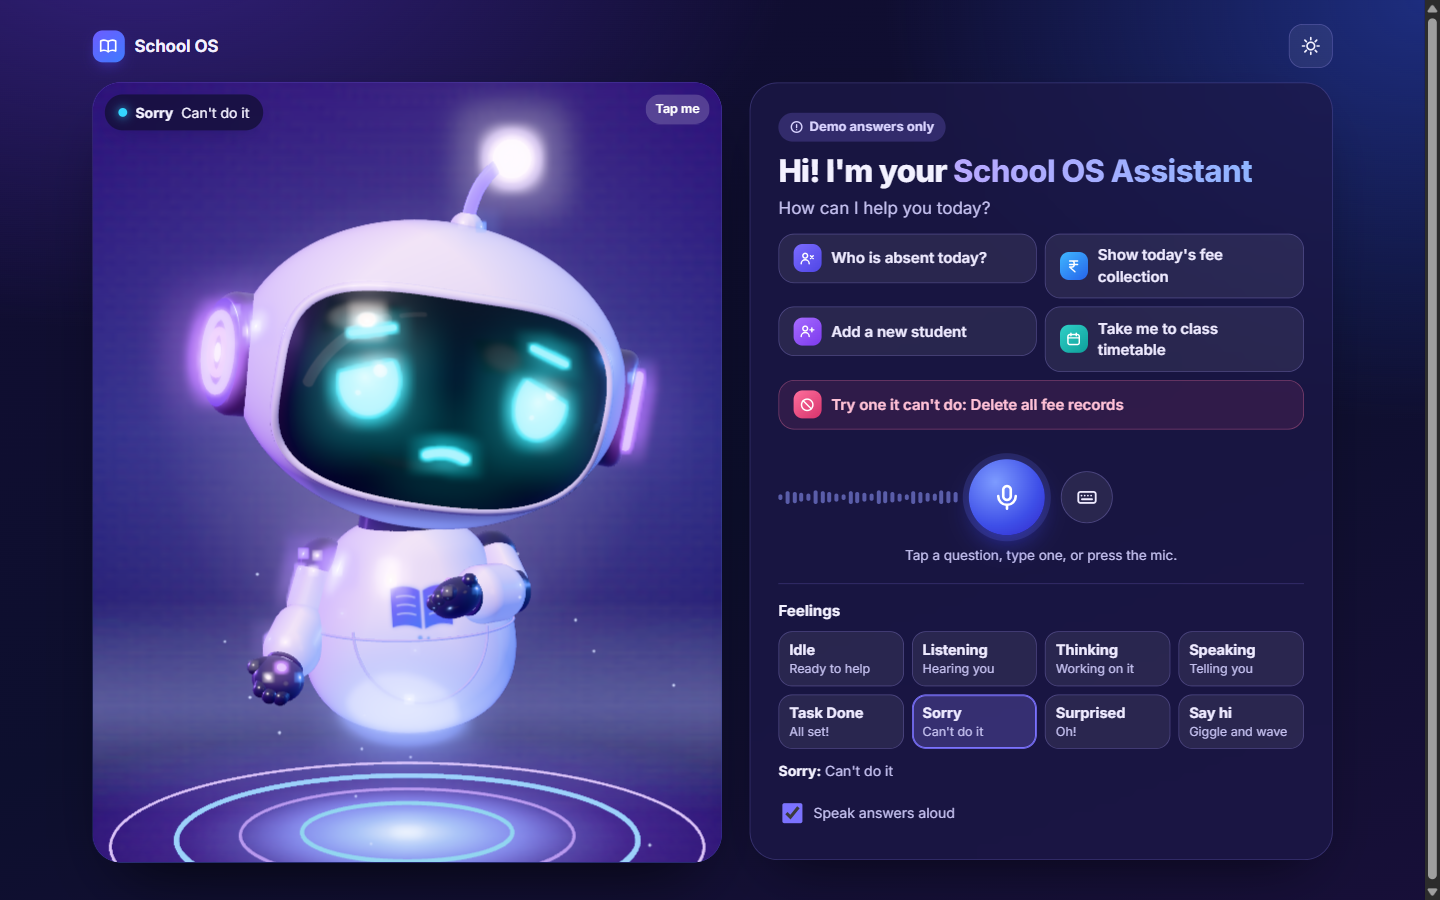 School OS
Sorry Can't do it
Tap me
Demo answers only
Hi! I'm your School OS Assistant
How can I help you today?
Who is absent today?
Show today's fee
collection
Add a new student
Take me to class
timetable
Try one it can't do: Delete all fee records
Tap a question, type one, or press the mic.
Feelings
Idle
Ready to help
Listening
Hearing you
Thinking
Working on it
Speaking
Telling you
Task Done
All set!
Sorry
Can't do it
Surprised
Oh!
Say hi
Giggle and wave
Sorry: Can't do it
Speak answers aloud